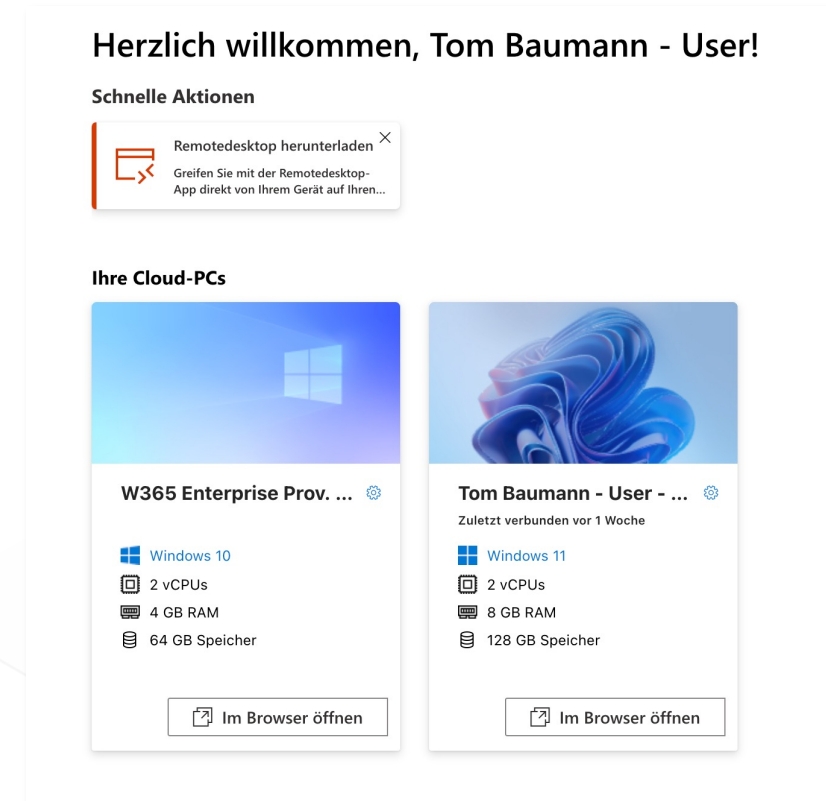 Herzlich willkommen, Tom Baumann - User!
Schnelle Aktionen
Remotedesktop herunterladen
Greifen Sie mit der Remotedesktop-
App direkt von Ihrem Gerät auf Ihren...
Ihre Cloud-PCs
W365 Enterprise Prov. ...
Windows 10
2 vCPUs
4 GB RAM
64 GB Speicher
Im Browser öffnen
Tom Baumann - User - ...
Zuletzt verbunden vor 1 Woche
Windows 11
2 vCPUs
8 GB RAM
128 GB Speicher
Im Browser öffnen